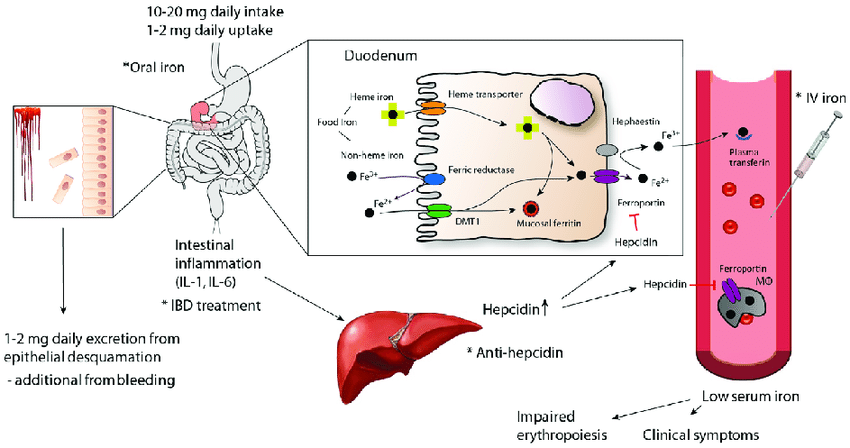 10-20 mg daily intake
1-2 mg daily uptake
*Oral iron
Duodenum
Heme iron
Food Iron
Non-heme iron
Fe3+
Fe2+
Heme transporter
Ferric reductase
DMT1
Mucosal ferritin
Hephaestin
Fe3+
Fe2+
Ferroportin
Hepcidin
* IV iron
Plasma
transferin
Ferroportin
MΦ
Hepcidin
Intestinal
inflammation
(IL-1, IL-6)
* IBD treatment
Hepcidin↑
* Anti-hepcidin
1-2 mg daily excretion from
epithelial desquamation
- additional from bleeding
Low serum iron
Impaired
erythropoiesis
Clinical symptoms